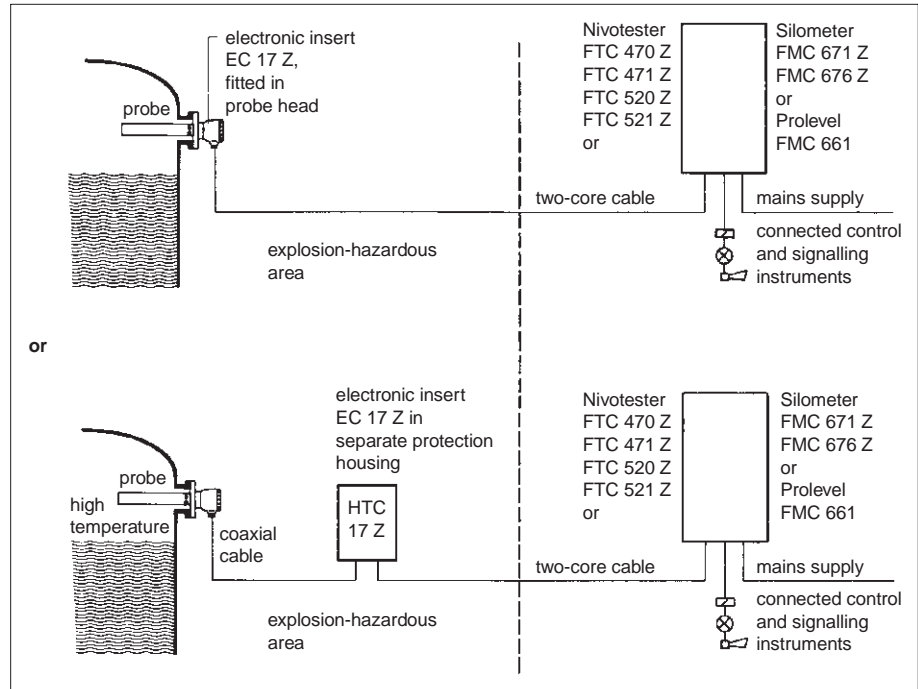 electronic insert
EC 17 Z,
fitted in
probe head
probe
Nivotester
FTC 470 Z
FTC 471 Z
FTC 520 Z
FTC 521 Z
or
Silometer
FMC 671 Z
FMC 676 Z
or
Prolevel
FMC 661
two-core cable
mains supply
explosion-hazardous
area
connected control
and signalling
instruments
or
electronic insert
EC 17 Z in
separate protection
housing
probe
high
temperature
coaxial
cable
HTC
17 Z
Nivotester
FTC 470 Z
FTC 471 Z
FTC 520 Z
FTC 521 Z
or
Silometer
FMC 671 Z
FMC 676 Z
or
Prolevel
FMC 661
two-core cable
mains supply
explosion-hazardous
area
connected control
and signalling
instruments